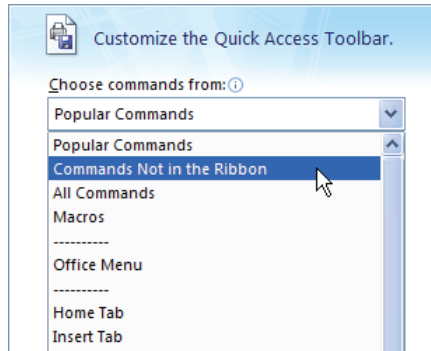 Customize the Quick Access Toolbar.
Choose commands from:
Popular Commands
Popular Commands
Commands Not in the Ribbon
All Commands
Macros
----------
Office Menu
----------
Home Tab
Insert Tab